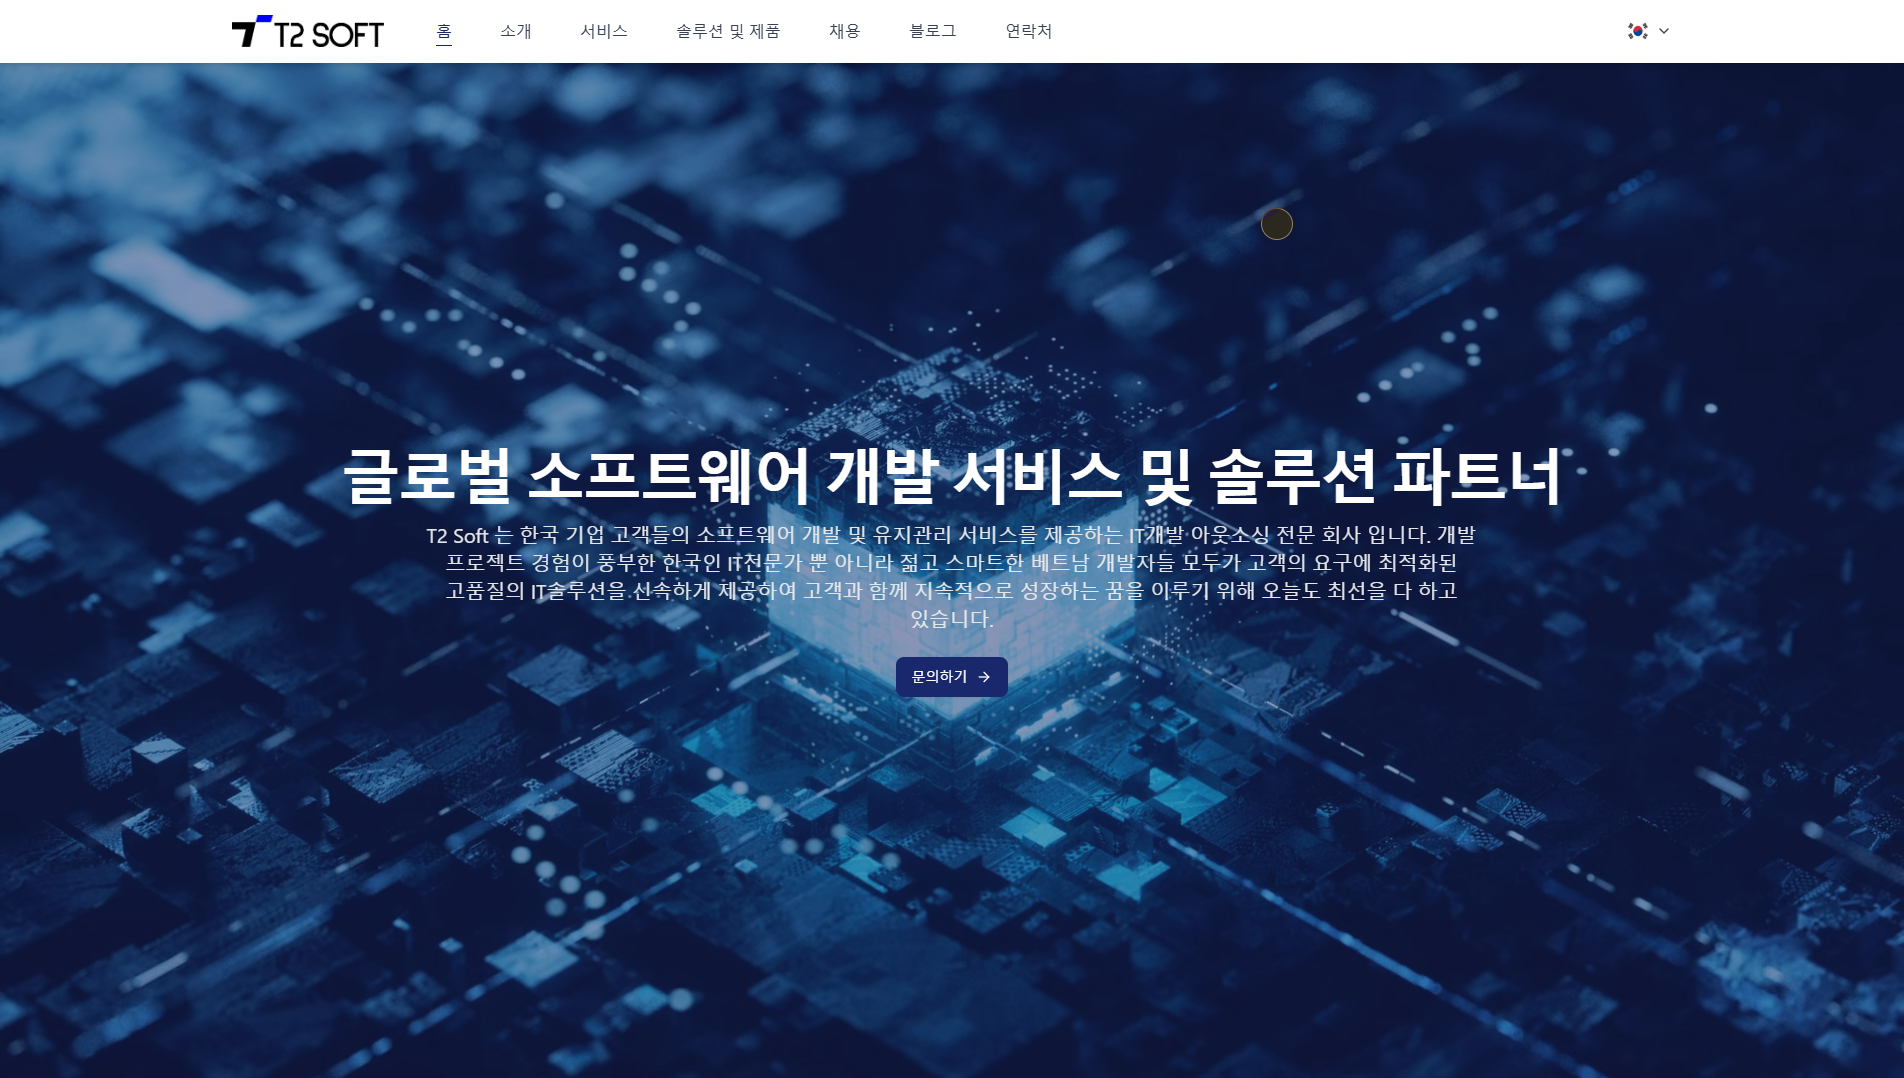 T2 SOFT
홈 소개 서비스 솔루션 및 제품 채용 블로그 연락처
글로벌 소프트웨어 개발 서비스 및 솔루션 파트너
T2 Soft 는 한국 기업 고객들의 소프트웨어 개발 및 유지관리 서비스를 제공하는 IT개발 아웃소싱 전문 회사 입니다. 개발
프로젝트 경험이 풍부한 한국인 IT전문가 뿐 아니라 젊고 스마트한 베트남 개발자들 모두가 고객의 요구에 최적화된
고품질의 IT솔루션을 신속하게 제공하여 고객과 함께 지속적으로 성장하는 꿈을 이루기 위해 오늘도 최선을 다 하고
있습니다.
문의하기